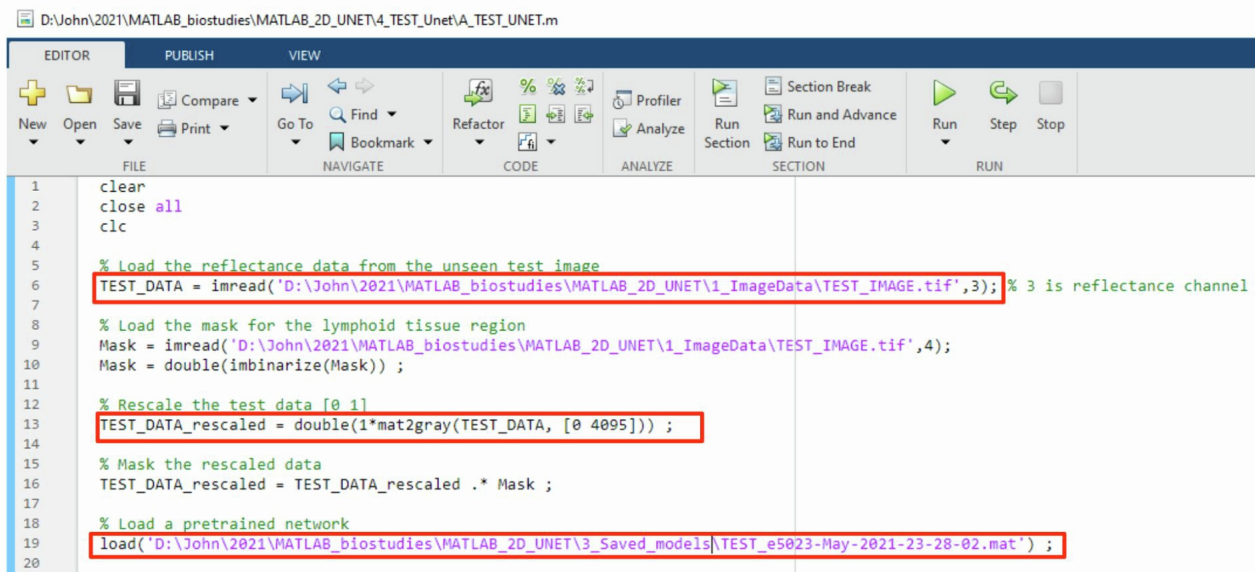 D:\John\2021\MATLAB_biostudies\MATLAB_2D_UNET\4_TEST_Unet\A_TEST_UNET.m
EDITOR PUBLISH VIEW
New Open Save Compare Print
Go To Find Bookmark
Refactor
Profiler Analyze
Run Section
Section Break
Run and Advance
Run to End
Run Step Stop
FILE NAVIGATE CODE ANALYZE SECTION RUN
1 clear
2 close all
3 clc
4
5 % Load the reflectance data from the unseen test image
6 TEST_DATA = imread('D:\John\2021\MATLAB_biostudies\MATLAB_2D_UNET\1_ImageData\TEST_IMAGE.tif',3); % 3 is reflectance channel
7
8 % Load the mask for the lymphoid tissue region
9 Mask = imread('D:\John\2021\MATLAB_biostudies\MATLAB_2D_UNET\1_ImageData\TEST_IMAGE.tif',4);
10 Mask = double(imbinarize(Mask)) ;
11
12 % Rescale the test data [0 1]
13 TEST_DATA_rescaled = double(1*mat2gray(TEST_DATA, [0 4095])) ;
14
15 % Mask the rescaled data
16 TEST_DATA_rescaled = TEST_DATA_rescaled .* Mask ;
17
18 % Load a pretrained network
19 load('D:\John\2021\MATLAB_biostudies\MATLAB_2D_UNET\3_Saved_models\TEST_e5023-May-2021-23-28-02.mat') ;
20